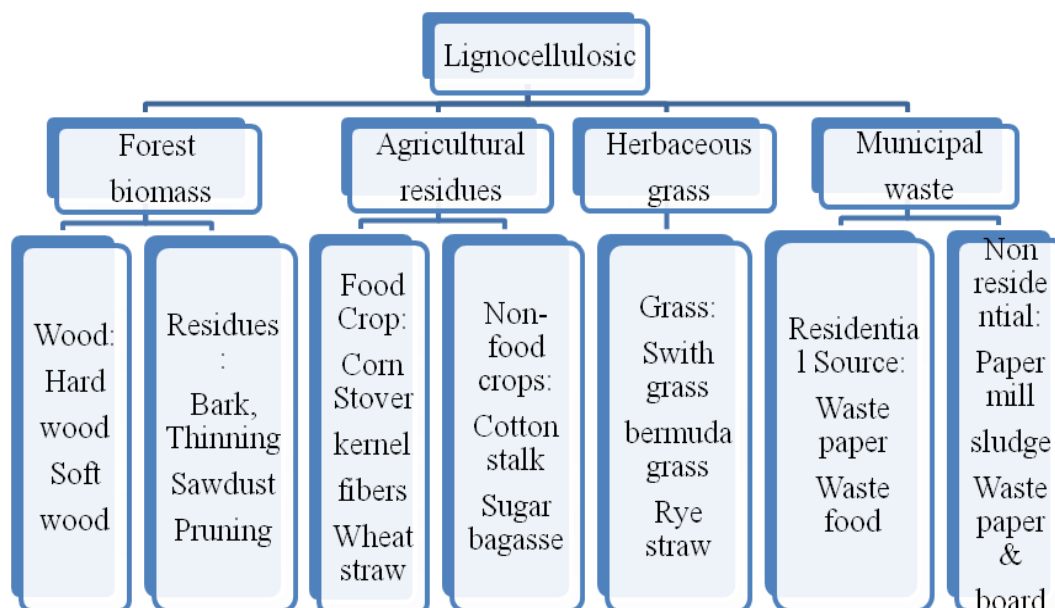 Lignocellulosic
Forest
biomass
Agricultural
residues
Herbaceous
grass
Municipal
waste
Wood:
Hard
wood
Soft
wood
Residues
:
Bark,
Thinning
Sawdust
Pruning
Food
Crop:
Corn
Stover
kernel
fibers
Wheat
straw
Non-
food
crops:
Cotton
stalk
Sugar
bagasse
Grass:
Swith
grass
bermuda
grass
Rye
straw
Residentia
l Source:
Waste
paper
Waste
food
Non
reside
ntial:
Paper
mill
sludge
Waste
paper
&
board